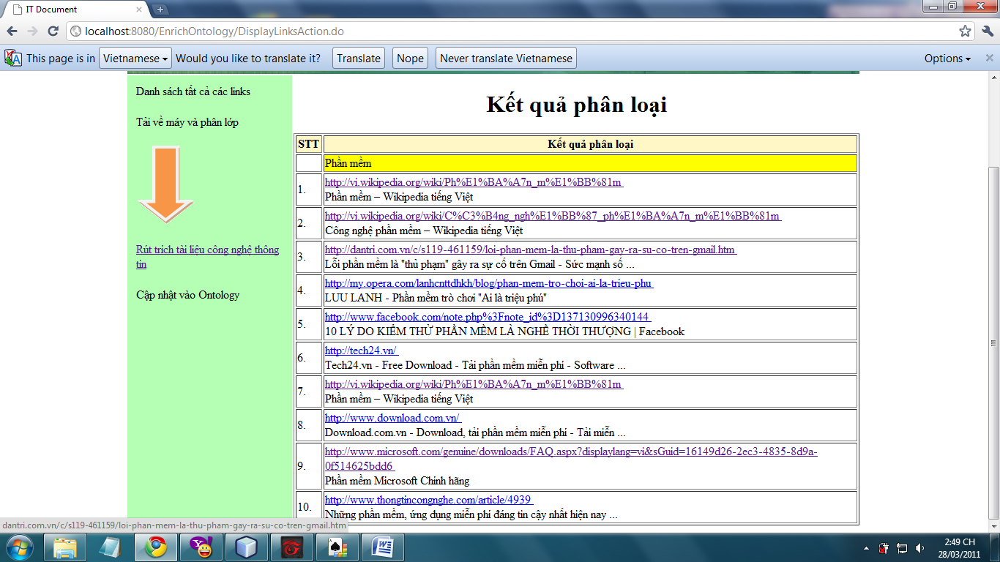 IT Document
localhost:8080/EnrichOntology/DisplayLinksAction.do
This page is in Vietnamese Would you like to translate it? Translate Nope Never translate Vietnamese Options
Danh sách tất cả các links
Tải về máy và phân lớp
Rút trích tài liệu công nghệ thông
tin
Cập nhật vào Ontology
Kết quả phân loại
STT Kết quả phân loại
Phần mềm
1. http://vi.wikipedia.org/wiki/Ph%E1%BA%A7n_m%E1%BB%81m
Phần mềm – Wikipedia tiếng Việt
2. http://vi.wikipedia.org/wiki/C%C3%B4ng_ngh%E1%BB%87_ph%E1%BA%A7n_m%E1%BB%81m
Công nghệ phần mềm – Wikipedia tiếng Việt
3. http://dantri.com.vn/c/s119-461159/loi-phan-mem-la-thu-pham-gay-ra-su-co-tren-gmail.htm
Lỗi phần mềm là "thủ phạm" gây ra sự cố trên Gmail - Sức mạnh số ...
4. http://my.opera.com/lanhcnttdhkh/blog/phan-mem-tro-choi-ai-la-trieu-phu
LUU LANH - Phần mềm trò chơi "Ai là triệu phú"
5. http://www.facebook.com/note.php%3Fnote_id%3D137130996340144
10 LÝ DO KIỂM THỬ PHẦN MỀM LÀ NGHỀ THỜI THƯỢNG | Facebook
6. http://tech24.vn/
Tech24.vn - Free Download - Tải phần mềm miễn phí - Software ...
7. http://vi.wikipedia.org/wiki/Ph%E1%BA%A7n_m%E1%BB%81m
Phần mềm – Wikipedia tiếng Việt
8. http://www.download.com.vn/
Download.com.vn - Download, tải phần mềm miễn phí - Tải miễn ...
9. http://www.microsoft.com/genuine/downloads/FAQ.aspx?displaylang=vi&sGuid=16149d26-2ec3-4835-8d9a-
0f514625bdd6
Phần mềm Microsoft Chính hãng
10. http://www.thongtincongnghe.com/article/4939
Những phần mềm, ứng dụng miễn phí đáng tin cậy nhất hiện nay ...
dantri.com.vn/c/s119-461159/loi-phan-mem-la-thu-pham-gay-ra-su-co-tren-gmail.htm
2:49 CH
28/03/2011